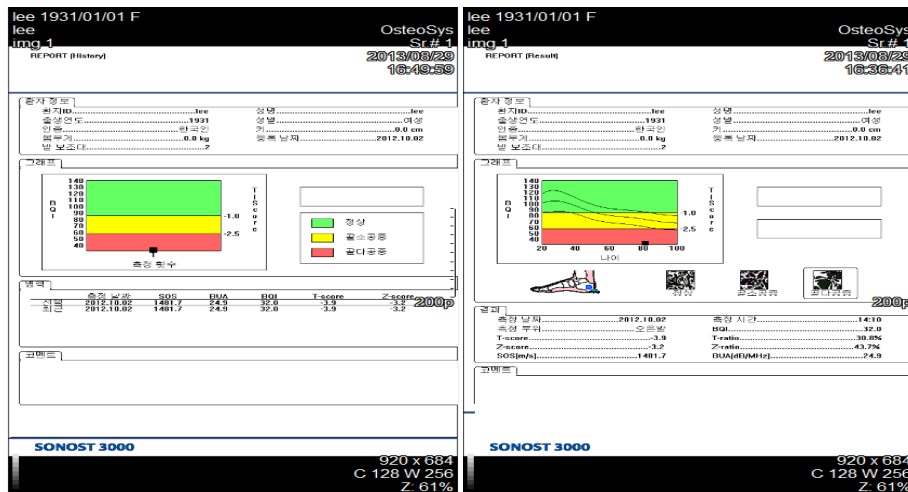 lee 1931/01/01 F
lee
OsteoSys
img 1
Sr.# 1
REPORT [History]
2013/08/29
16:49:59
환자 정보
환자ID lee
성명 lee
출생연도 1931
성별 여성
인종 한국인
키 0.0 cm
몸무게 0.0 kg
등록 날짜 2012.10.02
발 보조대 2
그래프
140
130
120
110
100
90
80
70
60
50
40
BQI
T Score
-1.0
-2.5
측정 횟수
정상
골소공증
골다공증
병력
측정 날짜 SOS BUA BQI T-score Z-score
2012.10.02 1481.7 24.9 32.0 -3.9 -3.2
최근 2012.10.02 1481.7 24.9 32.0 -3.9 -3.2
200p
코멘트
SONOST 3000
920 x 684
C 128 W 256
Z: 61%
lee 1931/01/01 F
lee
OsteoSys
img 1
Sr.# 1
REPORT [Result]
2013/08/29
16:36:41
환자 정보
환자ID lee
성명 lee
출생연도 1931
성별 여성
인종 한국인
키 0.0 cm
몸무게 0.0 kg
등록 날짜 2012.10.02
발 보조대 2
그래프
140
130
120
110
100
90
80
70
60
50
40
BQI
T Score
-1.0
-2.5
20 40 60 80 100
나이
정상
골소공증
골다공증
200p
결과
측정 날짜 2012.10.02
측정 시간 14:10
측정 부위 오른발
BQI 32.0
T-score -3.9
T-ratio 30.8%
Z-score -3.2
Z-ratio 43.7%
SOS[m/s] 1481.7
BUA[dB/MHz] 24.9
코멘트
SONOST 3000
920 x 684
C 128 W 256
Z: 61%